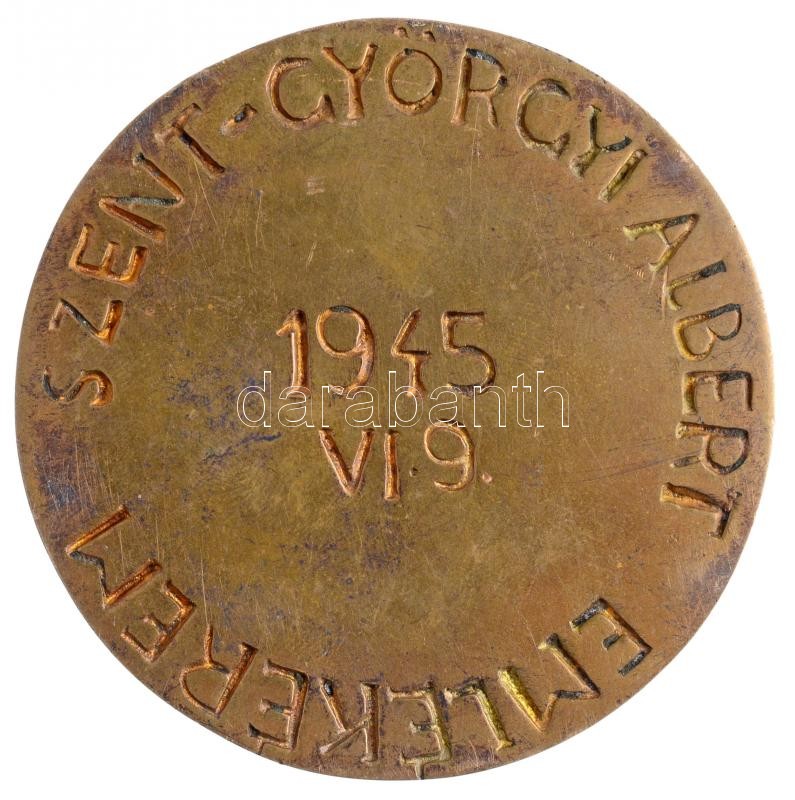 SZENT-GYÖRGYI ALBERT
EMLÉKÉREM
1945
VI.9.
darabanth